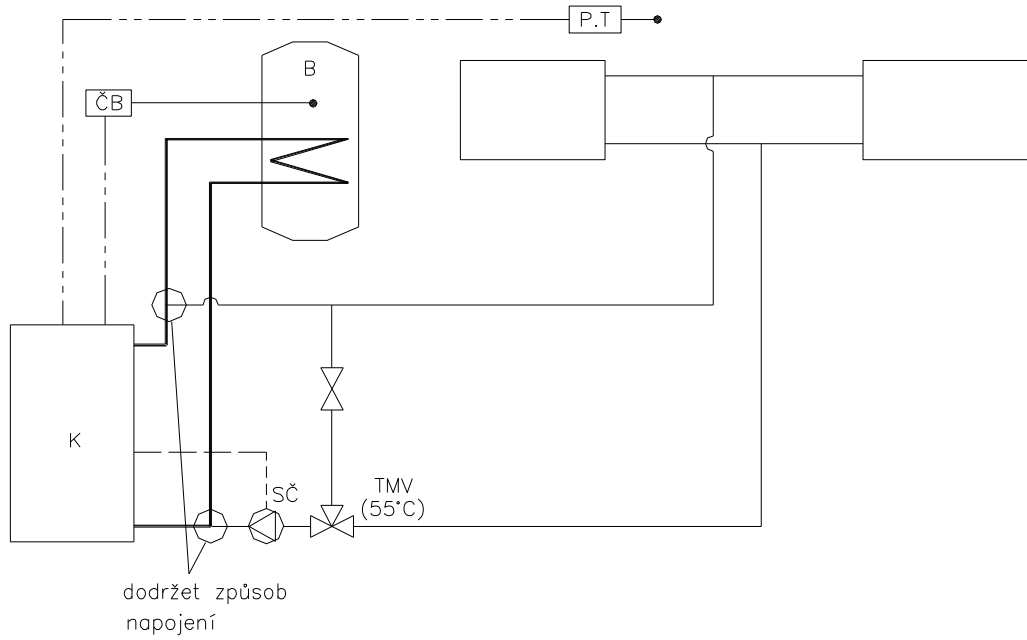 P.T
B
ČB
K
SČ
TMV
(55°C)
dodržet způsob
napojení